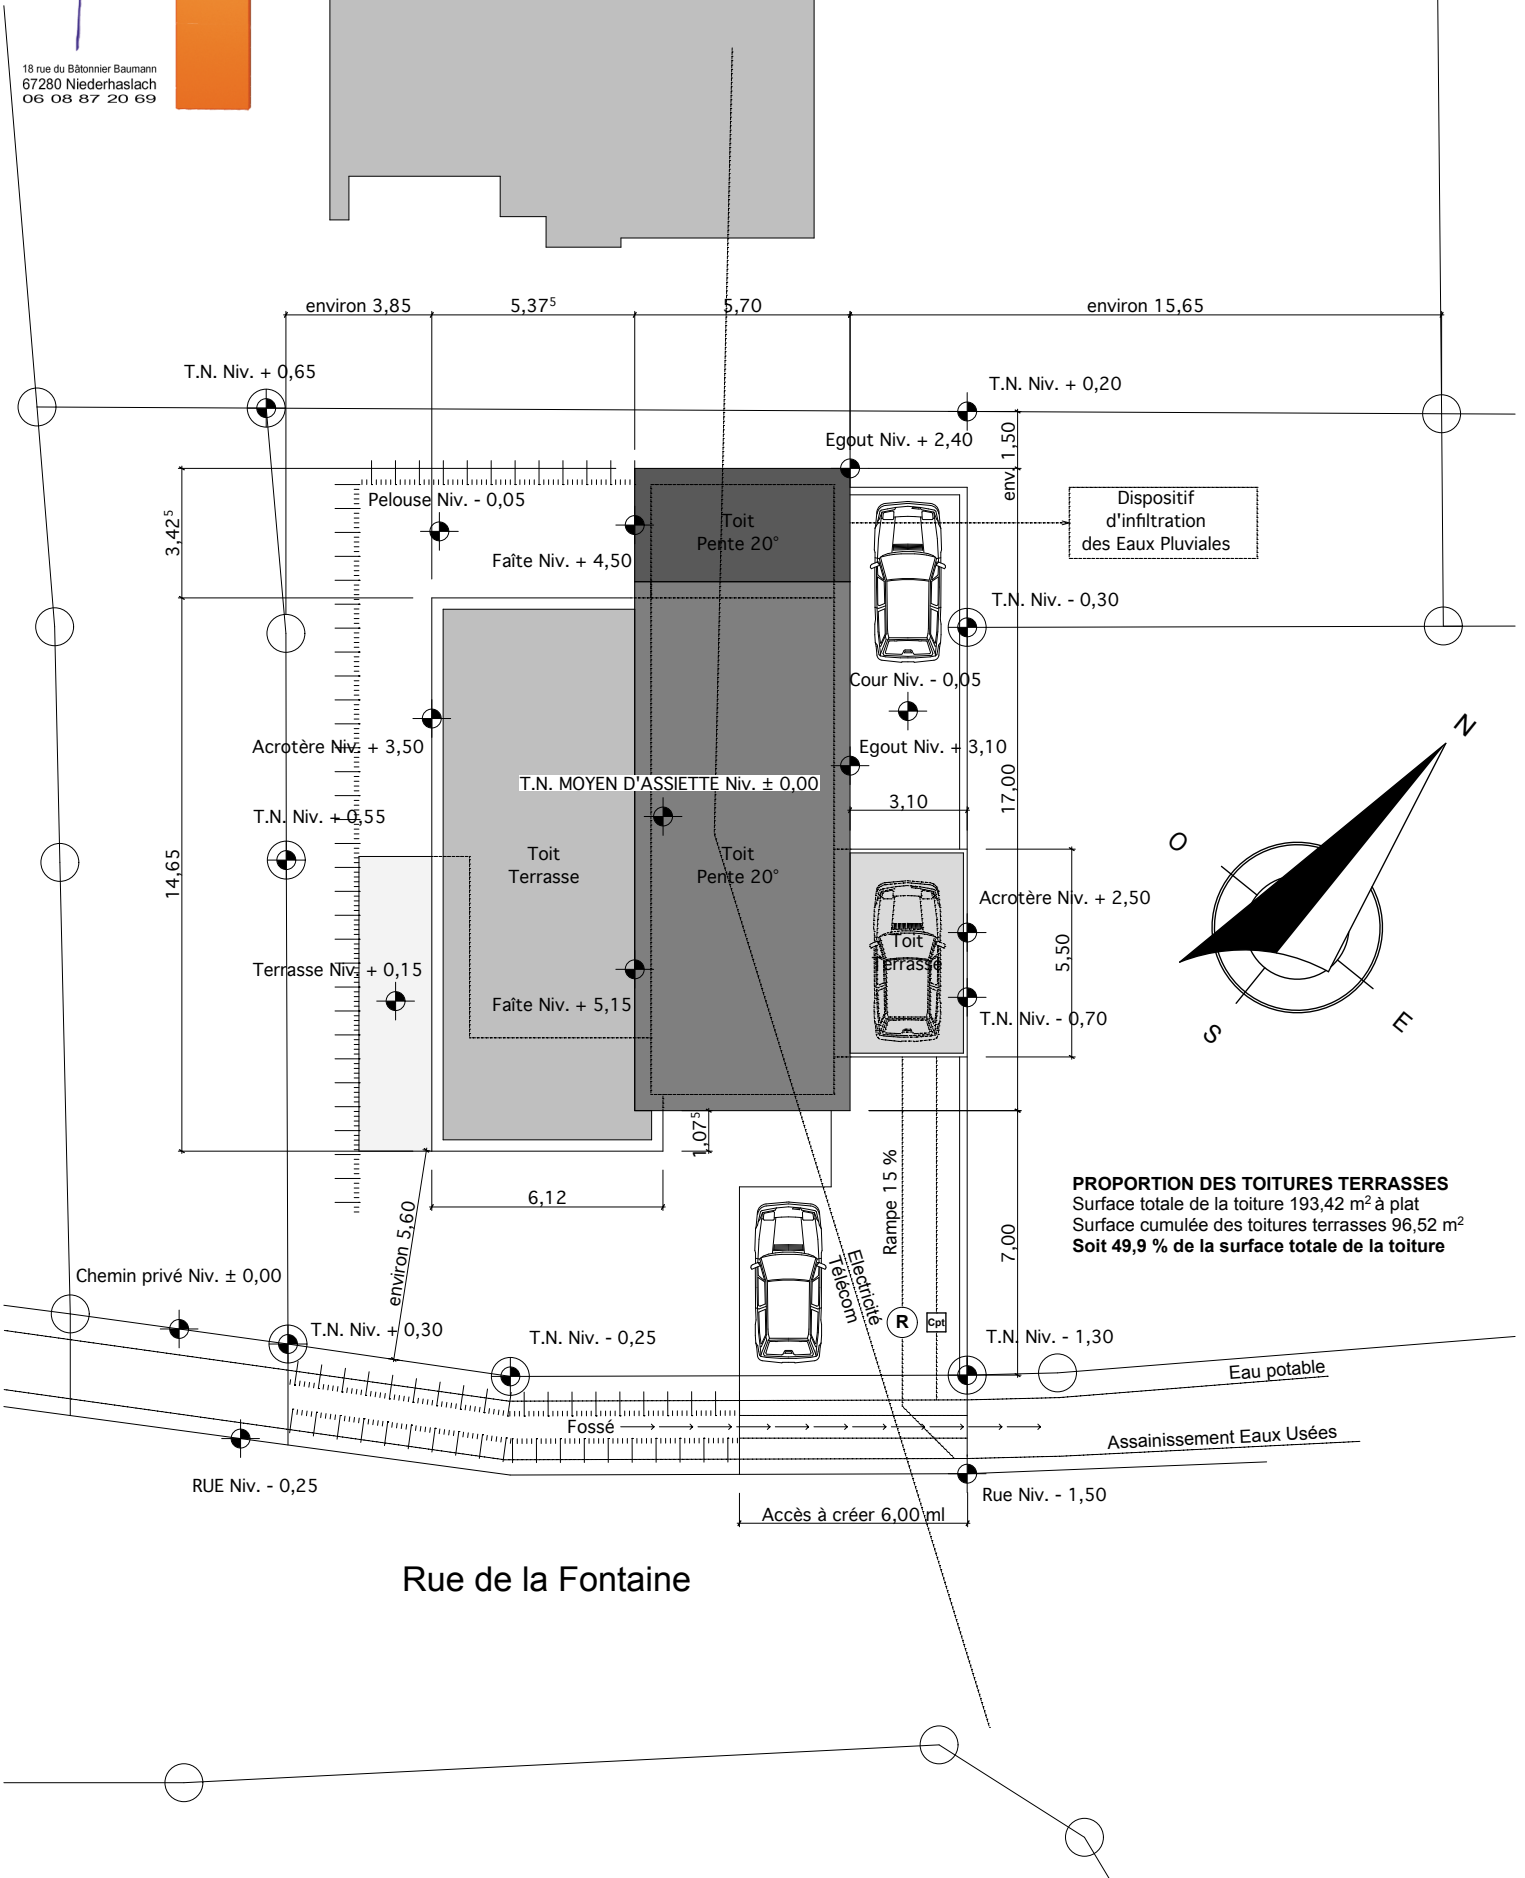 18 rue du Bâtonnier Baumann
67280 Niederhaslach
06 08 87 20 69
environ 3,85
5,37⁵
5,70
environ 15,65
T.N. Niv. + 0,65
T.N. Niv. + 0,20
Egout Niv. + 2,40
env. 1,50
Pelouse Niv. - 0,05
Toit
Pente 20°
Dispositif
d'infiltration
des Eaux Pluviales
3,42⁵
Faîte Niv. + 4,50
T.N. Niv. - 0,30
Cour Niv. - 0,05
N
Acrotère Niv. + 3,50
Egout Niv. + 3,10
T.N. MOYEN D'ASSIETTE Niv. ± 0,00
17,00
3,10
T.N. Niv. + 0,55
O
14,65
Toit
Terrasse
Toit
Pente 20°
Acrotère Niv. + 2,50
Toit
Terrasse
5,50
Terrasse Niv. + 0,15
Faîte Niv. + 5,15
T.N. Niv. - 0,70
S
E
1,07⁵
Rampe 15 %
6,12
PROPORTION DES TOITURES TERRASSES
Surface totale de la toiture 193,42 m² à plat
Surface cumulée des toitures terrasses 96,52 m²
Soit 49,9 % de la surface totale de la toiture
environ 5,60
7,00
Chemin privé Niv. ± 0,00
Electricité
Télécom
T.N. Niv. + 0,30
T.N. Niv. - 0,25
R
Cpt
T.N. Niv. - 1,30
Eau potable
Fossé
Assainissement Eaux Usées
RUE Niv. - 0,25
Rue Niv. - 1,50
Accès à créer 6,00 ml
Rue de la Fontaine